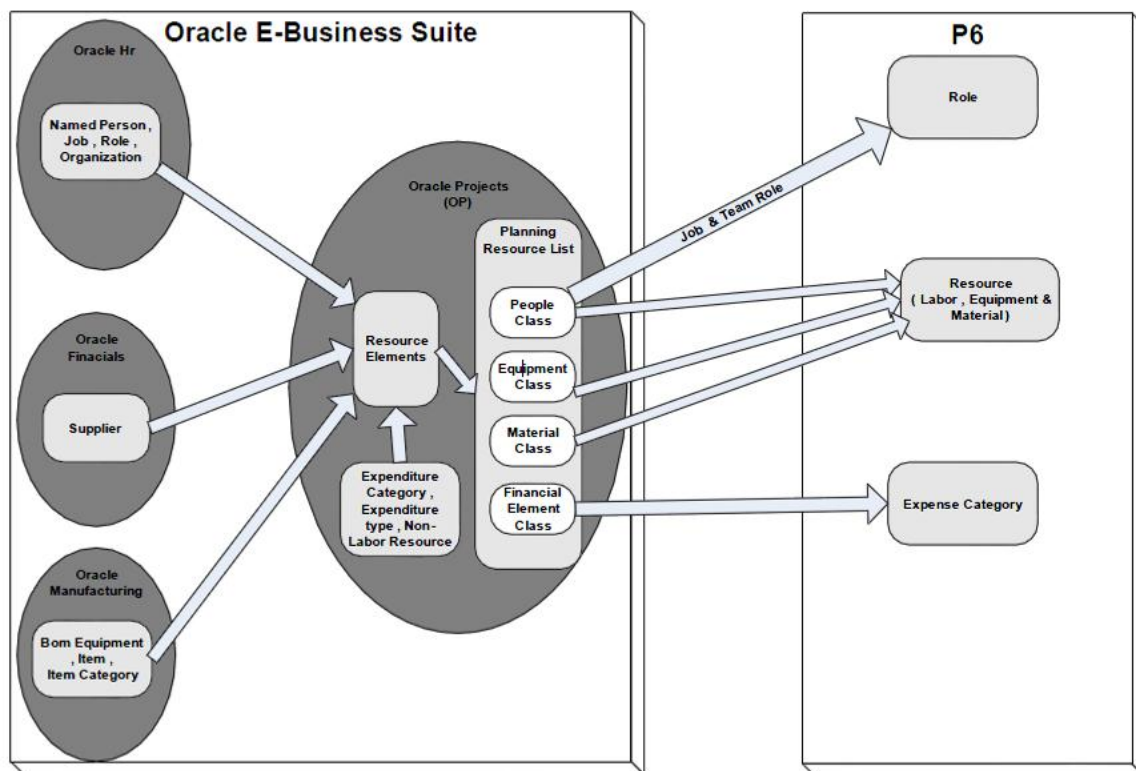 Oracle E-Business Suite
P6
Oracle Hr
Named Person ,
Job , Role ,
Organization
Oracle
Finacials
Supplier
Oracle
Manufacturing
Bom Equipment
, Item ,
Item Category
Oracle Projects
(OP)
Resource
Elements
Expenditure
Category ,
Expenditure
type , Non-
Labor Resource
Planning
Resource List
People
Class
Equipment
Class
Material
Class
Financial
Element
Class
Job & Team Role
Role
Resource
( Labor , Equipment &
Material )
Expense Category